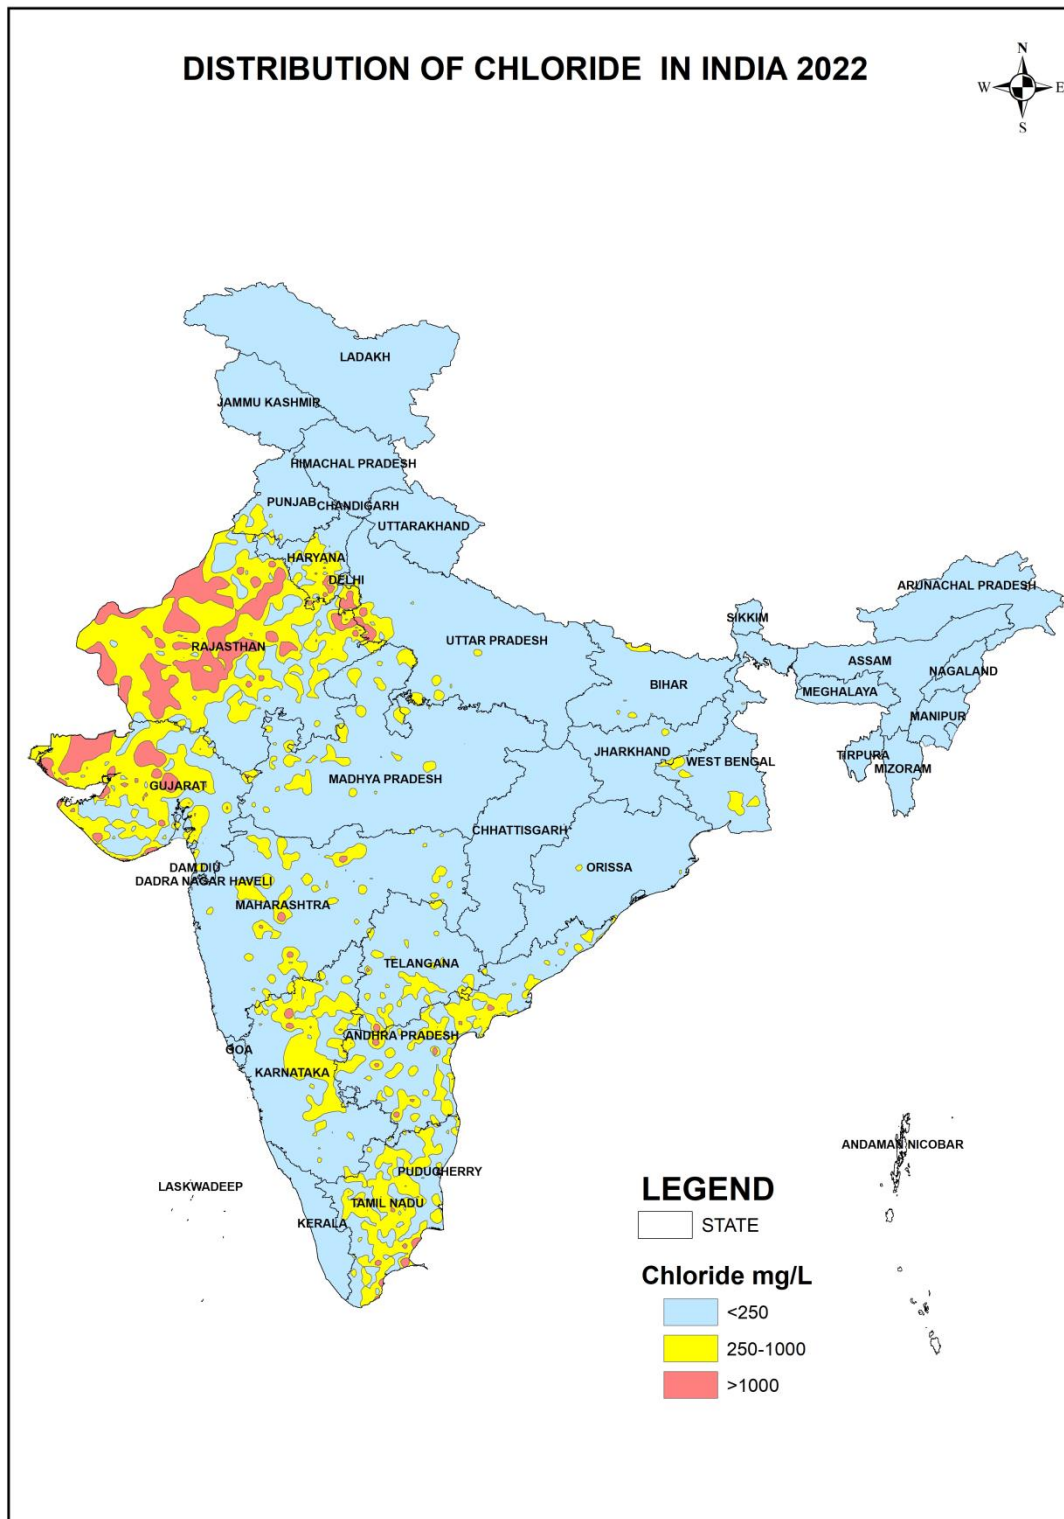 DISTRIBUTION OF CHLORIDE IN INDIA 2022
N
W E
S
LADAKH
JAMMU KASHMIR
HIMACHAL PRADESH
PUNJAB
CHANDIGARH
UTTARAKHAND
HARYANA
DELHI
ARUNACHAL PRADESH
SIKKIM
UTTAR PRADESH
RAJASTHAN
ASSAM
NAGALAND
BIHAR
MEGHALAYA
MANIPUR
JHARKHAND
WEST BENGAL
TIRPURA
MIZORAM
GUJARAT
MADHYA PRADESH
CHHATTISGARH
ORISSA
DAM DIU
DADRA NAGAR HAVELI
MAHARASHTRA
TELANGANA
ANDHRA PRADESH
GOA
KARNATAKA
ANDAMAN NICOBAR
PUDUCHERRY
LASKWADEEP
TAMIL NADU
KERALA
LEGEND
STATE
Chloride mg/L
<250
250-1000
>1000